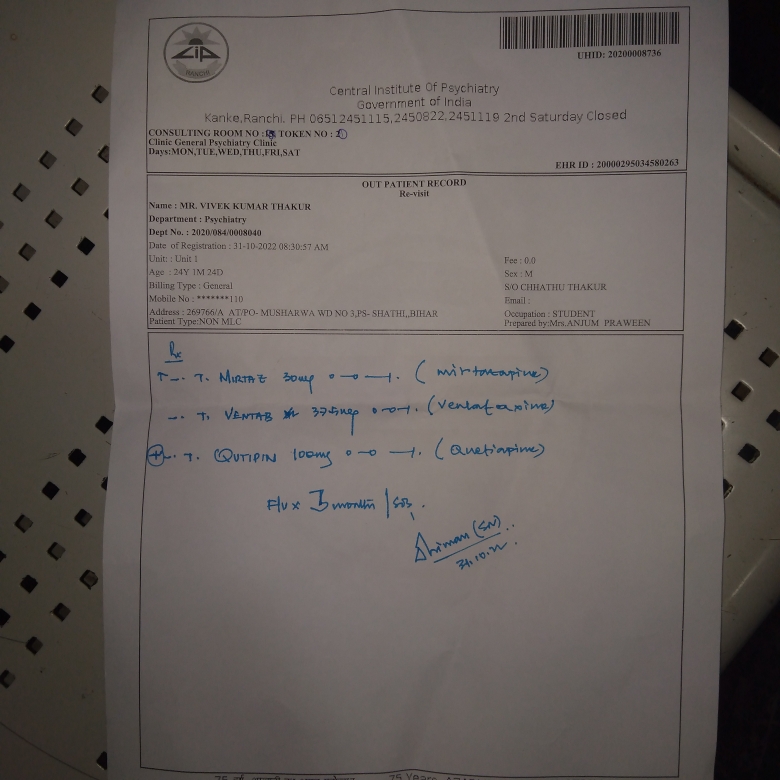 CIP
RANCHI
UHID: 20200008736
Central Institute Of Psychiatry
Government of India
Kanke,Ranchi. PH 06512451115,2450822,2451119 2nd Saturday Closed
CONSULTING ROOM NO : TOKEN NO :
Clinic General Psychiatry Clinic
Days:MON,TUE,WED,THU,FRI,SAT
EHR ID : 20000295034580263
OUT PATIENT RECORD
Re-visit
Name : MR. VIVEK KUMAR THAKUR
Department : Psychiatry
Dept No. : 2020/084/0008040
Date of Registration : 31-10-2022 08:30:57 AM
Unit: : Unit 1 Fee : 0.0
Age : 24Y 1M 24D Sex : M
Billing Type : General S/O CHHATHU THAKUR
Mobile No : *******110 Email :
Address : 269766/A AT/PO- MUSHARWA WD NO 3,PS- SHATHI,,BIHAR Occupation : STUDENT
Patient Type:NON MLC Prepared by:Mrs.ANJUM PRAWEEN
Rx
↑ T. MIRTAZ 30mg 0-0-1. (mirtazapine)
T. VENTAB 37.5mg 0-0-1. (venlafaxine)
+ T. QUTIPIN 100mg 0-0-1. (Quetiapine)
F/u x 3 month / SOS.
31.10.22
75 Years